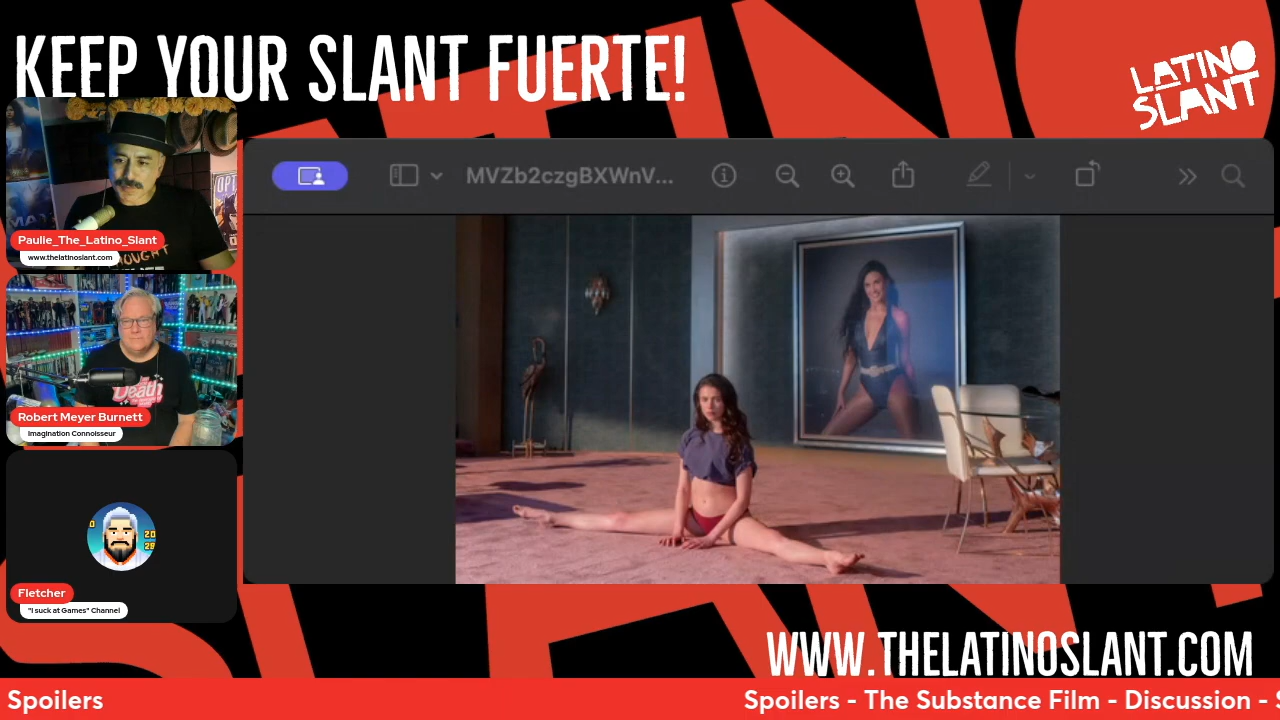 KEEP YOUR SLANT FUERTE!
LATINO
SLANT
MVZb2czgBXWnV...
Paulie_The_Latino_Slant
www.thelatinoslant.com
Death
Robert Meyer Burnett
Imagination Connoisseur
Fletcher
"I suck at Games" Channel
WWW.THELATINOSLANT.COM
Spoilers
Spoilers - The Substance Film - Discussion -